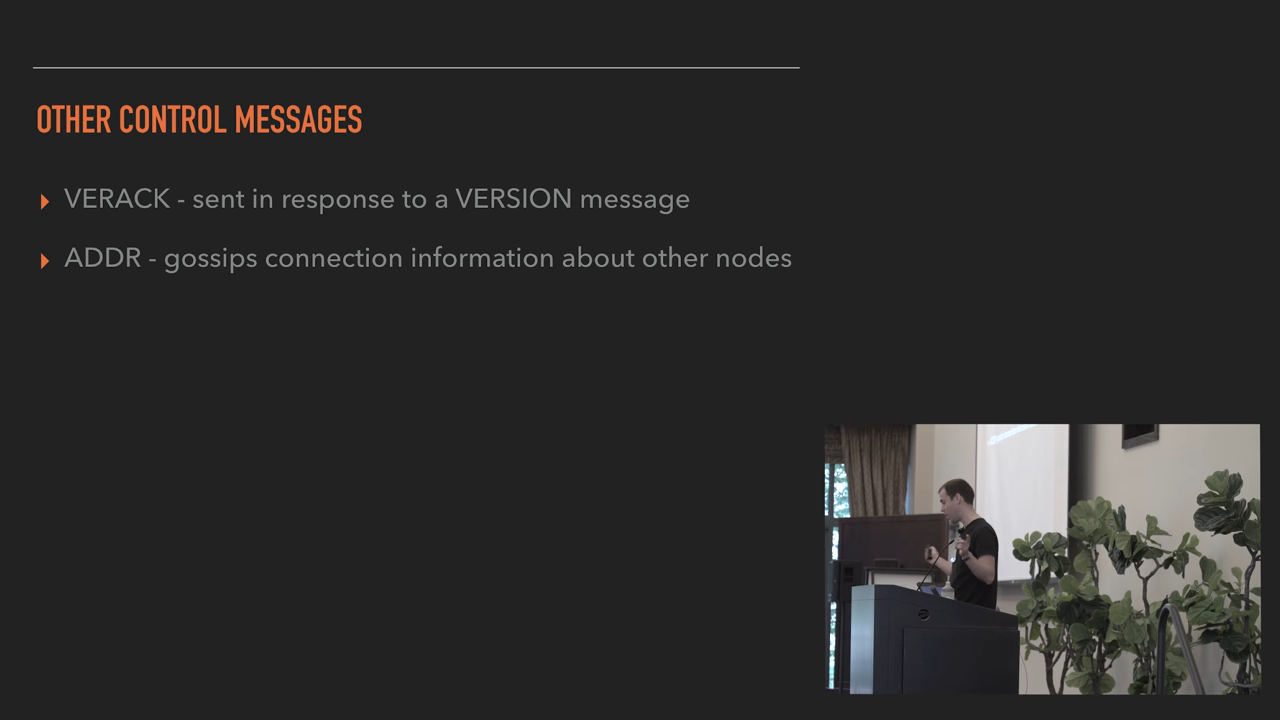 OTHER CONTROL MESSAGES
VERACK - sent in response to a VERSION message
ADDR - gossips connection information about other nodes